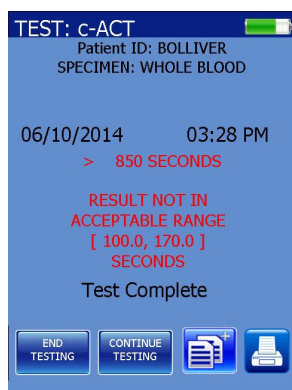 TEST: c-ACT
Patient ID: BOLLIVER
SPECIMEN: WHOLE BLOOD
06/10/2014 03:28 PM
> 850 SECONDS
RESULT NOT IN
ACCEPTABLE RANGE
[ 100.0, 170.0 ]
SECONDS
Test Complete
END
TESTING
CONTINUE
TESTING